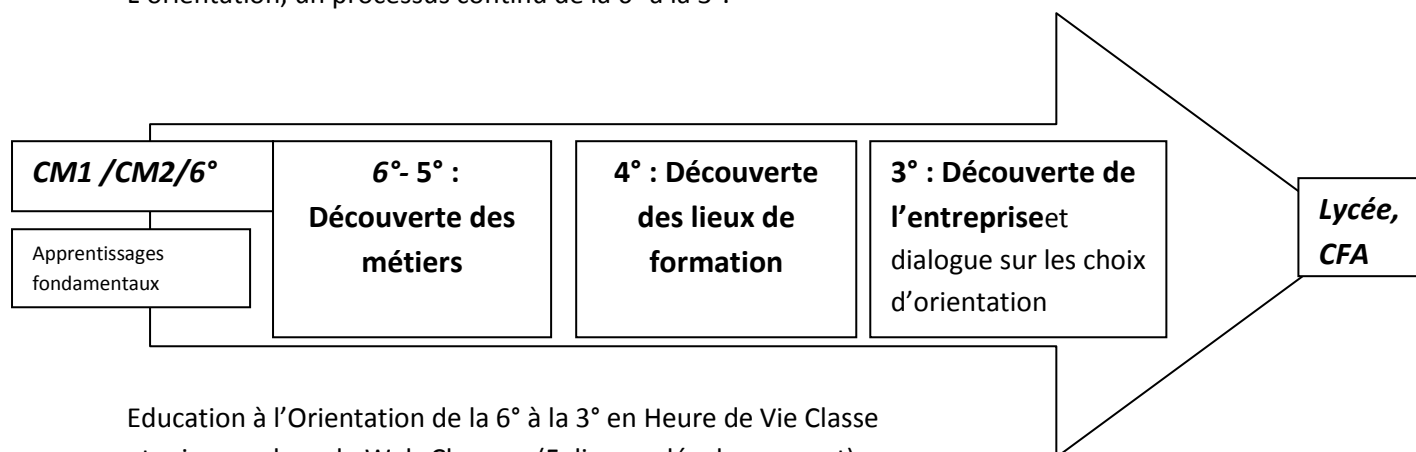 CM1 /CM2/6°
Apprentissages
fondamentaux
6°- 5° :
Découverte des
métiers
4° : Découverte
des lieux de
formation
3° : Découverte de
l’entrepriseet
dialogue sur les choix
d’orientation
Lycée,
CFA
Education à l’Orientation de la 6° à la 3° en Heure de Vie Classe